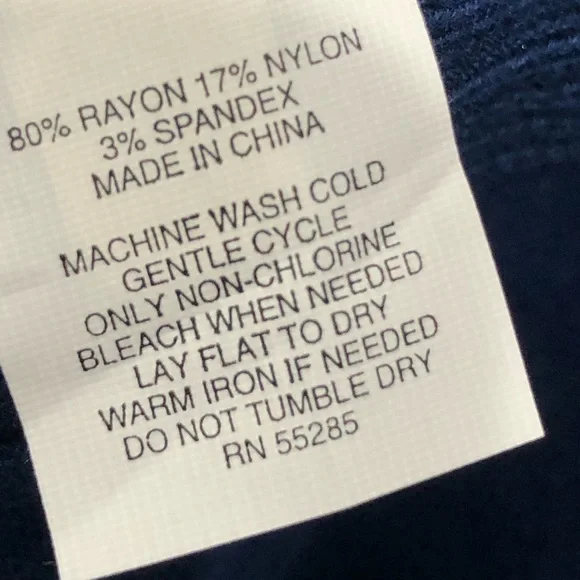 80% RAYON 17% NYLON
3% SPANDEX
MADE IN CHINA
MACHINE WASH COLD
GENTLE CYCLE
ONLY NON-CHLORINE
BLEACH WHEN NEEDED
LAY FLAT TO DRY
WARM IRON IF NEEDED
DO NOT TUMBLE DRY
RN 55285